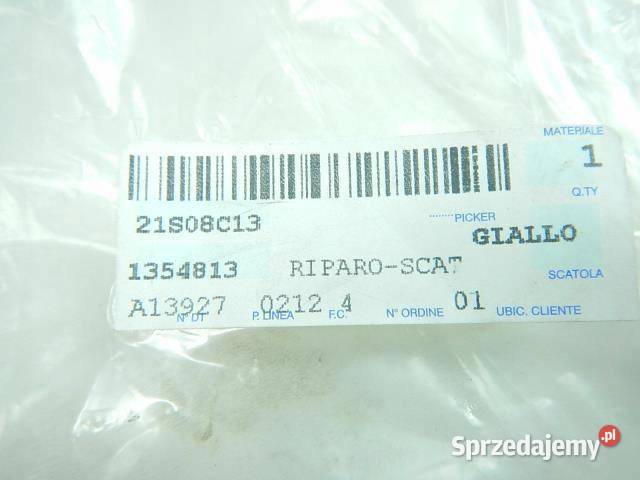 MATERIALE
1
Q.TY
21S08C13
PICKER
GIALLO
1354813 RIPARO-SCAT
SCATOLA
A13927 0212 4 01
N° DT P. LINEA F.C. N° ORDINE UBIC. CLIENTE
Sprzedajemy.pl